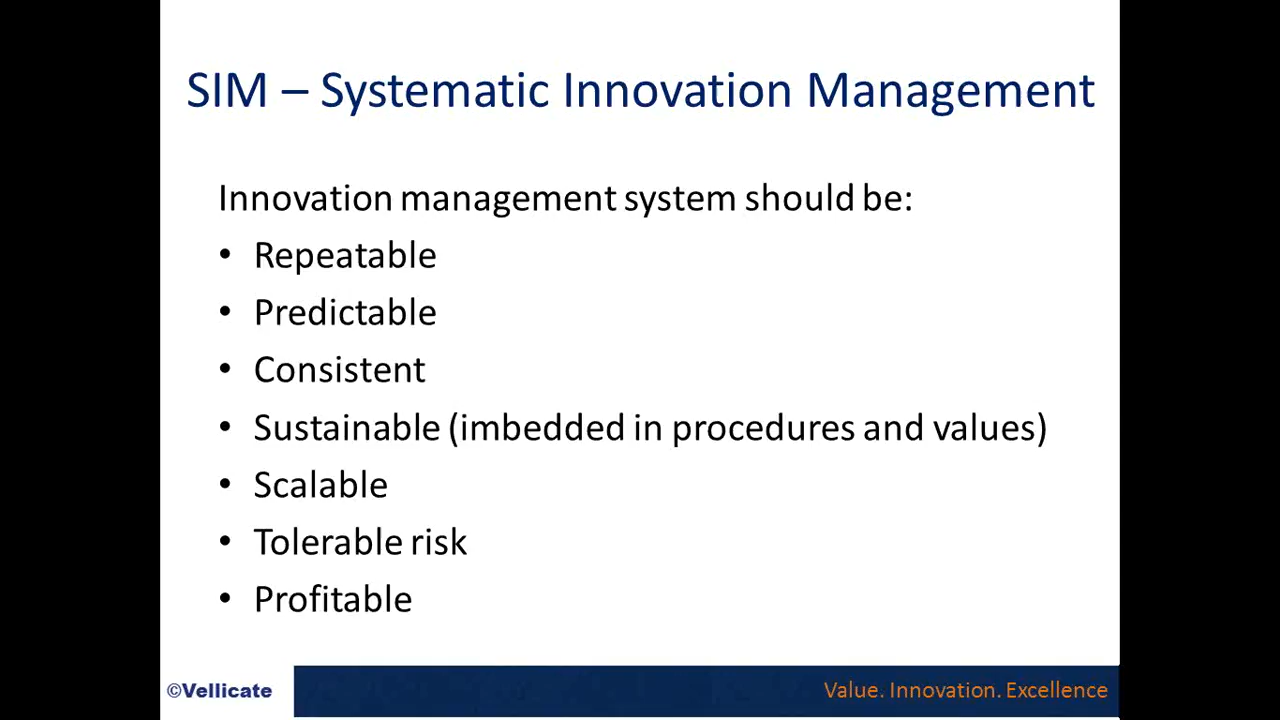 SIM – Systematic Innovation Management
Innovation management system should be:
• Repeatable
• Predictable
• Consistent
• Sustainable (imbedded in procedures and values)
• Scalable
• Tolerable risk
• Profitable
©Vellicate
Value. Innovation. Excellence